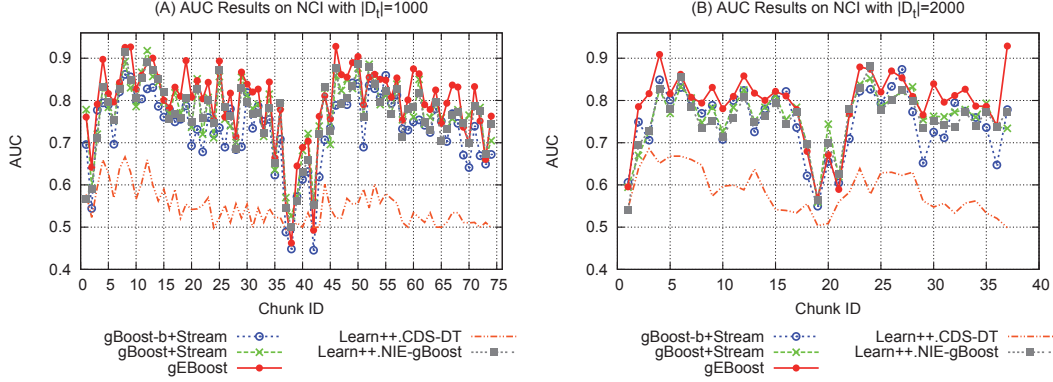 (A) AUC Results on NCI with |D_t|=1000
AUC
0.9
0.8
0.7
0.6
0.5
0.4
0 5 10 15 20 25 30 35 40 45 50 55 60 65 70 75
Chunk ID
gBoost-b+Stream
gBoost+Stream
gEBoost
Learn++.CDS-DT
Learn++.NIE-gBoost
(B) AUC Results on NCI with |D_t|=2000
AUC
0.9
0.8
0.7
0.6
0.5
0.4
0 5 10 15 20 25 30 35 40
Chunk ID
gBoost-b+Stream
gBoost+Stream
gEBoost
Learn++.CDS-DT
Learn++.NIE-gBoost